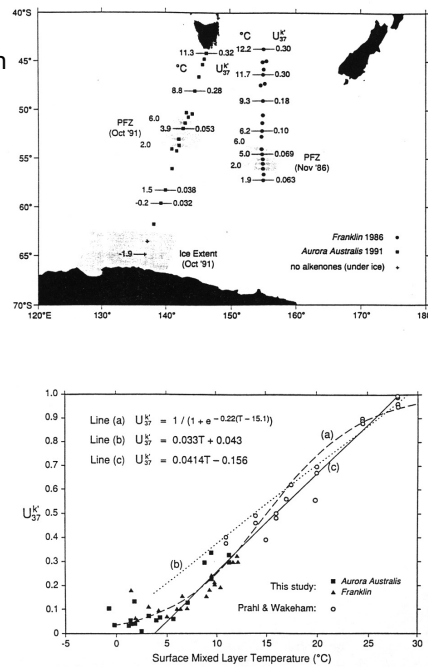 n
40°S
45°
50°
55°
60°
65°
70°S
120°E
130°
140°
150°
160°
170°E
11.3 0.32
°C U37k'
8.8 0.28
6.0
PFZ
(Oct '91)
3.9 0.053
2.0
1.5 0.038
-0.2 0.032
-1.9
Ice Extent
(Oct '91)
°C U37k'
12.2 0.30
11.7 0.30
9.3 0.18
6.2 0.10
6.0
5.0 0.069
2.0
PFZ
(Nov '86)
1.9 0.063
Franklin 1986
Aurora Australis 1991
no alkenones (under ice) +
1.0
0.9
0.8
0.7
0.6
0.5
0.4
0.3
0.2
0.1
0
U37k'
Line (a) U37k' = 1 / (1 + e −0.22(T − 15.1))
Line (b) U37k' = 0.033T + 0.043
Line (c) U37k' = 0.0414T − 0.156
(a)
(c)
(b)
This study: Aurora Australis
Franklin
Prahl & Wakeham:
-5 0 5 10 15 20 25 30
Surface Mixed Layer Temperature (°C)